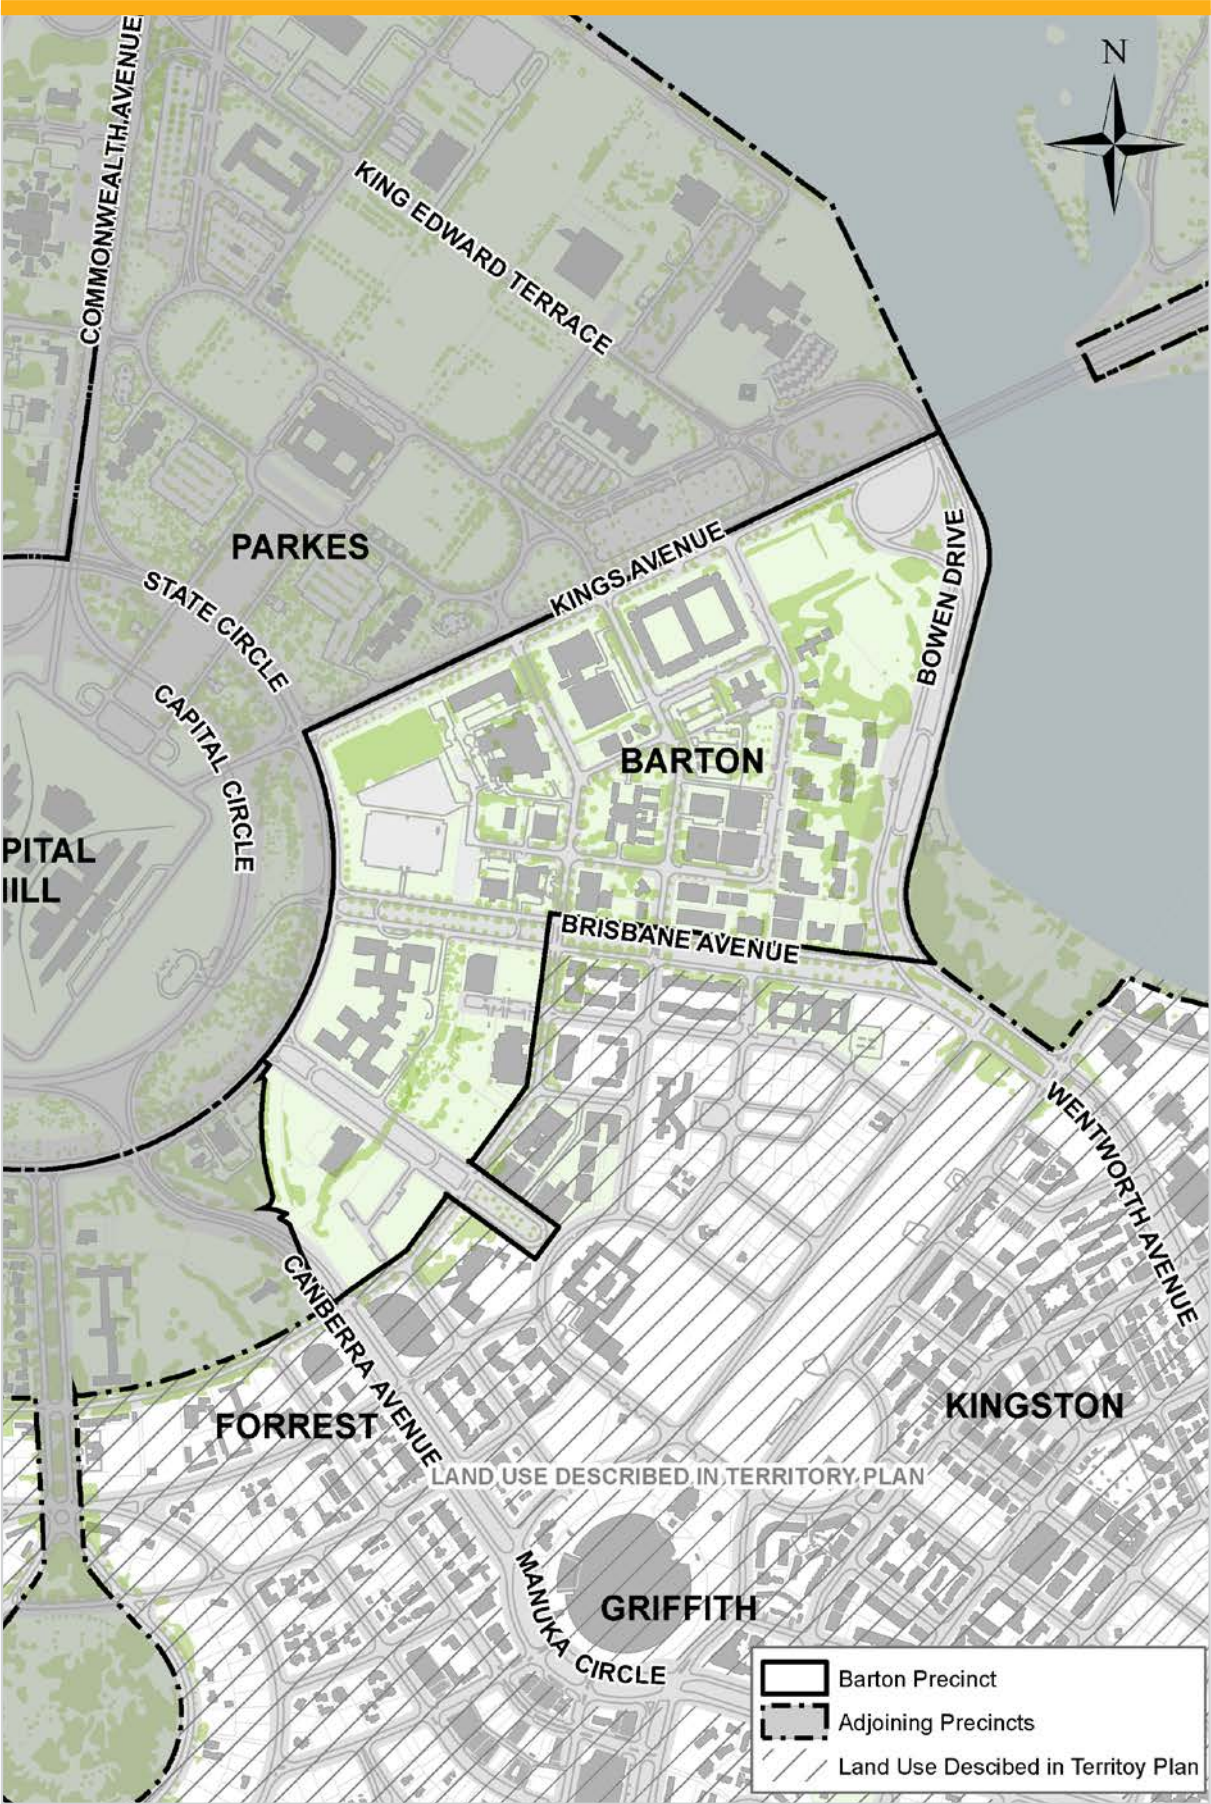 N
COMMONWEALTH AVENUE
KING EDWARD TERRACE
PARKES
KINGS AVENUE
BOWEN DRIVE
STATE CIRCLE
CAPITAL CIRCLE
BARTON
PITAL
HILL
BRISBANE AVENUE
WENTWORTH AVENUE
CANBERRA AVENUE
KINGSTON
FORREST
LAND USE DESCRIBED IN TERRITORY PLAN
MANUKA CIRCLE
GRIFFITH
Barton Precinct
Adjoining Precincts
Land Use Descibed in Territoy Plan